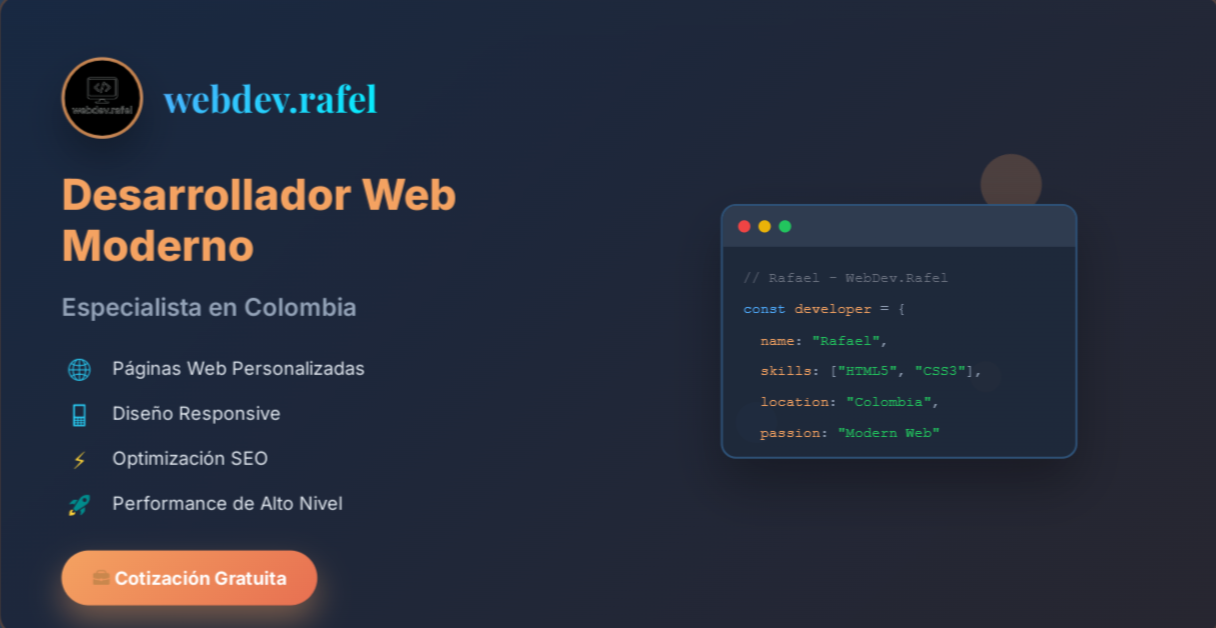 </> 
webdev.rafel
webdev.rafel
Desarrollador Web
Moderno
Especialista en Colombia
Páginas Web Personalizadas
Diseño Responsive
Optimización SEO
Performance de Alto Nivel
Cotización Gratuita
// Rafael - WebDev.Rafel
const developer = {
name: "Rafael",
skills: ["HTML5", "CSS3"],
location: "Colombia",
passion: "Modern Web"